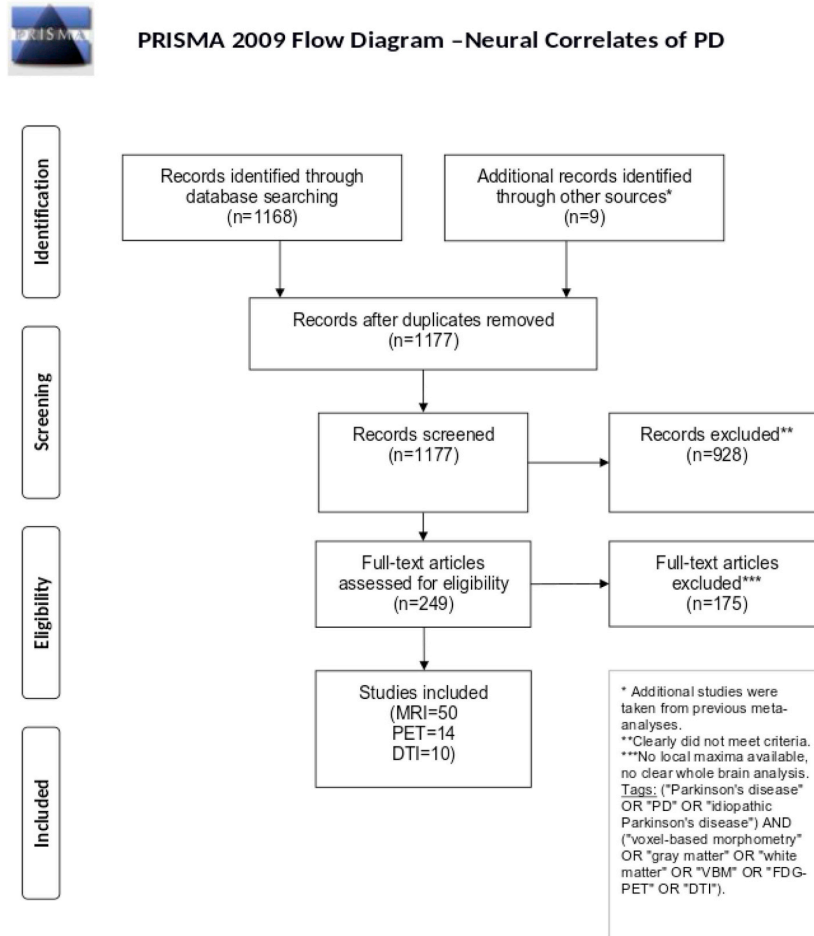 PRISMA
PRISMA 2009 Flow Diagram –Neural Correlates of PD
Identification
Records identified through
database searching
(n=1168)
Additional records identified
through other sources*
(n=9)
Records after duplicates removed
(n=1177)
Screening
Records screened
(n=1177)
Records excluded**
(n=928)
Eligibility
Full-text articles
assessed for eligibility
(n=249)
Full-text articles
excluded***
(n=175)
Included
Studies included
(MRI=50
PET=14
DTI=10)
* Additional studies were
taken from previous meta-
analyses.
**Clearly did not meet criteria.
***No local maxima available,
no clear whole brain analysis.
Tags: ("Parkinson's disease"
OR "PD" OR "idiopathic
Parkinson's disease") AND
("voxel-based morphometry"
OR "gray matter" OR "white
matter" OR "VBM" OR "FDG-
PET" OR "DTI").